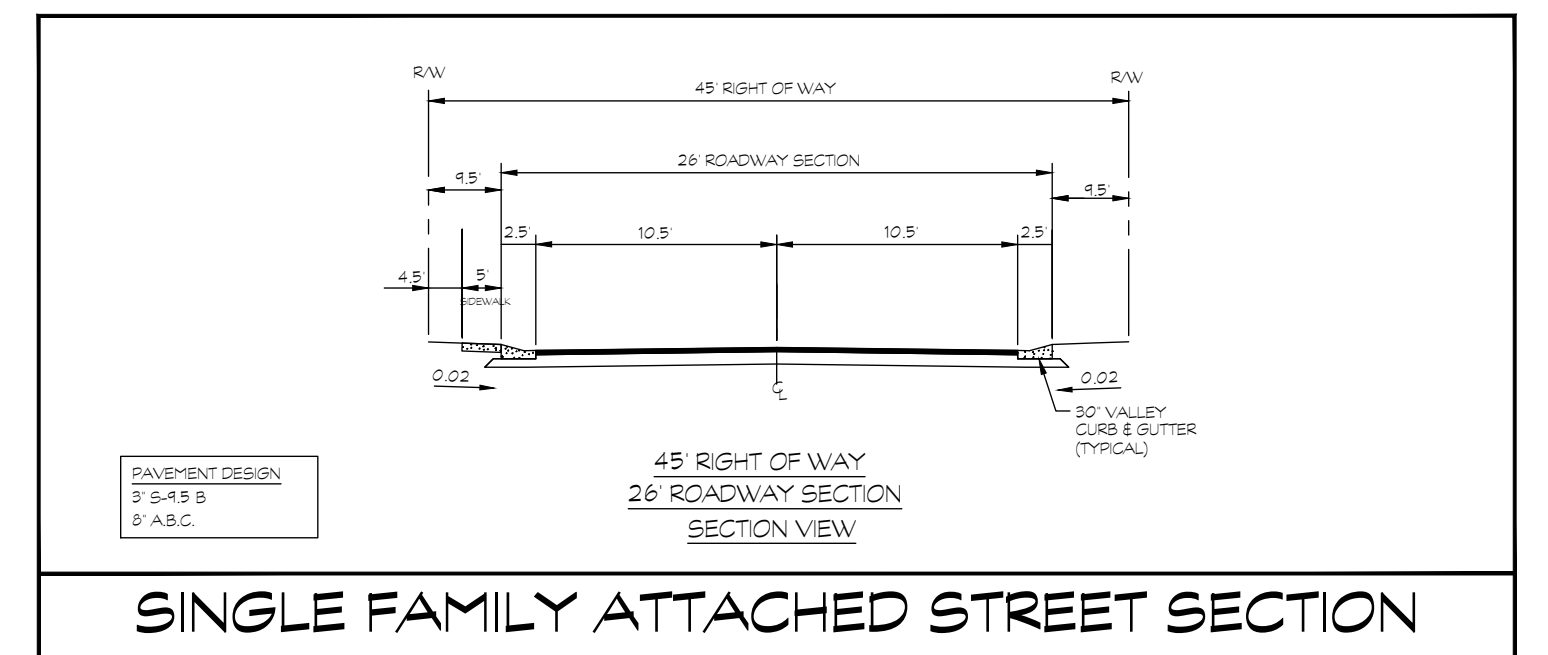 R/W
R/W
45' RIGHT OF WAY
26' ROADWAY SECTION
9.5'
9.5'
2.5'
10.5'
10.5'
2.5'
4.5'
5'
SIDEWALK
0.02
0.02
CL
30" VALLEY
CURB & GUTTER
(TYPICAL)
PAVEMENT DESIGN
3" S-9.5 B
8" A.B.C.
45' RIGHT OF WAY
26' ROADWAY SECTION
SECTION VIEW
SINGLE FAMILY ATTACHED STREET SECTION